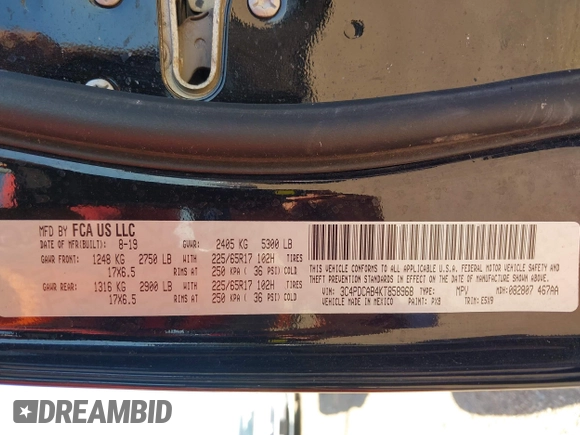 MFD BY FCA US LLC
DATE OF MFR(BUILT): 8-19 GVWR: 2405 KG 5300 LB
GAWR FRONT: 1248 KG 2750 LB WITH 225/65R17 102H TIRES
17X6.5 RIMS AT 250 KPA ( 36 PSI COLD)
GAWR REAR: 1316 KG 2900 LB WITH 225/65R17 102H TIRES
17X6.5 RIMS AT 250 KPA ( 36 PSI COLD)
THIS VEHICLE CONFORMS TO ALL APPLICABLE U.S.A. FEDERAL MOTOR VEHICLE SAFETY, BUMPER,
AND THEFT PREVENTION STANDARDS IN EFFECT ON THE DATE OF
MANUFACTURE SHOWN ABOVE.
VIN: 3C4PDCAB4KT858968 TYPE: MPV MDH: 082807 467AA
VEHICLE MADE IN MEXICO PAINT: PX8 TRIM: E5X9
DREAMBID